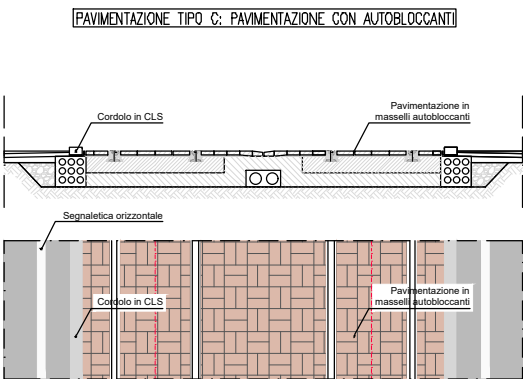 PAVIMENTAZIONE TIPO C: PAVIMENTAZIONE CON AUTOBLOCCANTI
Cordolo in CLS
Pavimentazione in
masselli autobloccanti
Segnaletica orizzontale
Cordolo in CLS
Pavimentazione in
masselli autobloccanti